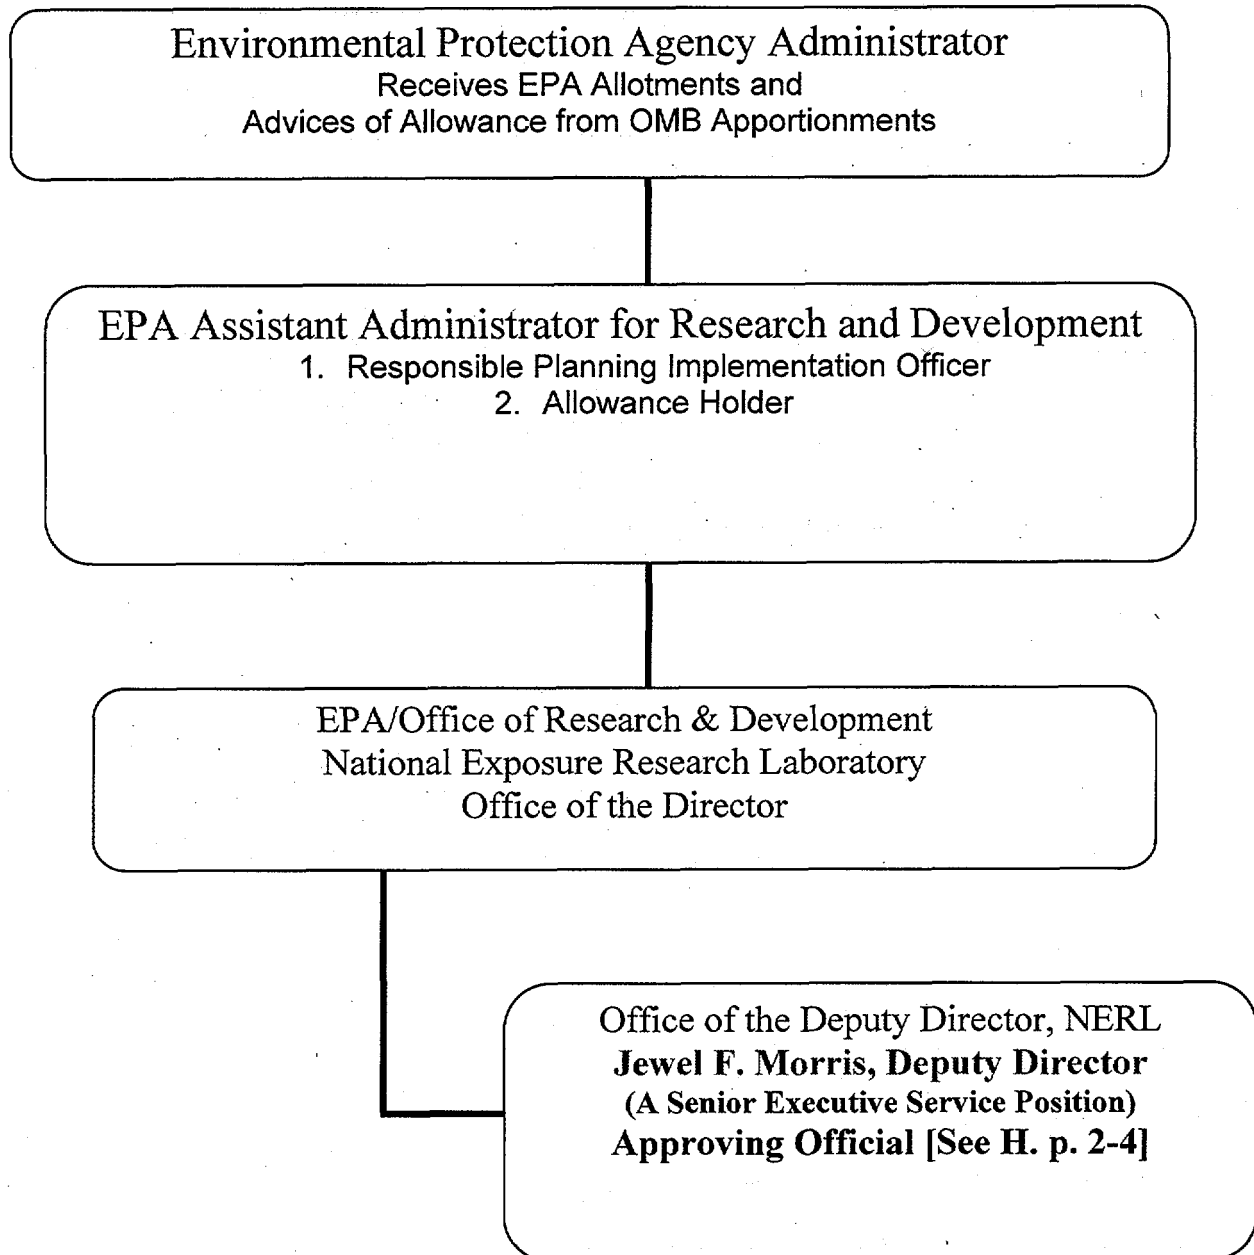 Environmental Protection Agency Administrator
Receives EPA Allotments and
Advices of Allowance from OMB Apportionments
EPA Assistant Administrator for Research and Development
1. Responsible Planning Implementation Officer
2. Allowance Holder
EPA/Office of Research & Development
National Exposure Research Laboratory
Office of the Director
Office of the Deputy Director, NERL
Jewel F. Morris, Deputy Director
(A Senior Executive Service Position)
Approving Official [See H. p. 2-4]